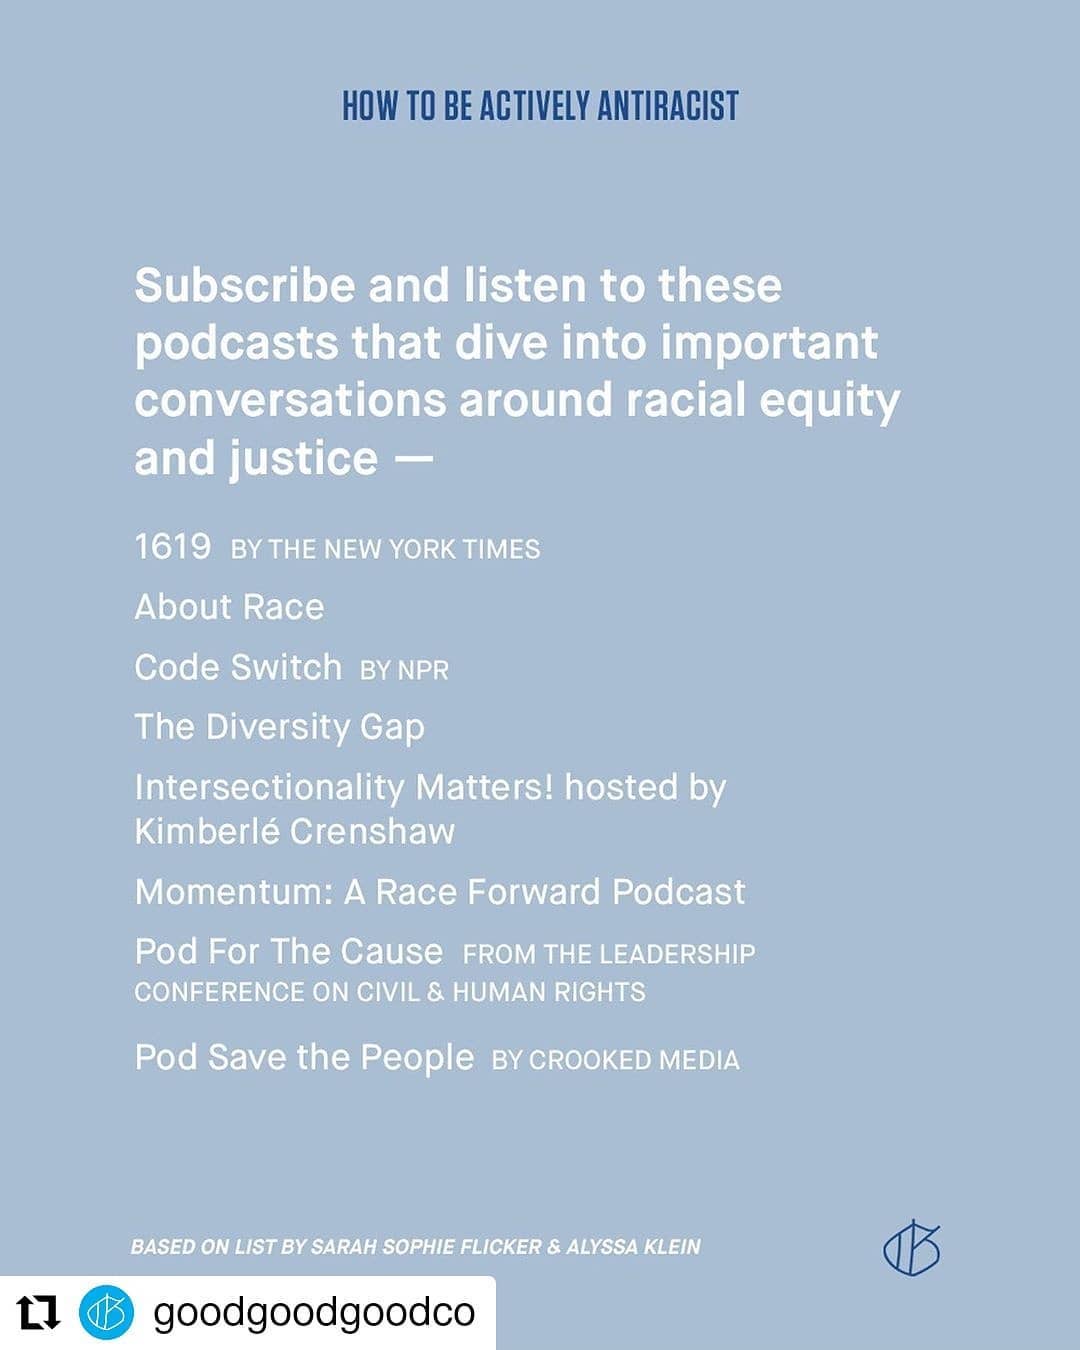 HOW TO BE ACTIVELY ANTIRACIST
Subscribe and listen to these
podcasts that dive into important
conversations around racial equity
and justice —
1619 BY THE NEW YORK TIMES
About Race
Code Switch BY NPR
The Diversity Gap
Intersectionality Matters! hosted by
Kimberlé Crenshaw
Momentum: A Race Forward Podcast
Pod For The Cause FROM THE LEADERSHIP
CONFERENCE ON CIVIL & HUMAN RIGHTS
Pod Save the People BY CROOKED MEDIA
BASED ON LIST BY SARAH SOPHIE FLICKER & ALYSSA KLEIN
goodgoodgoodco